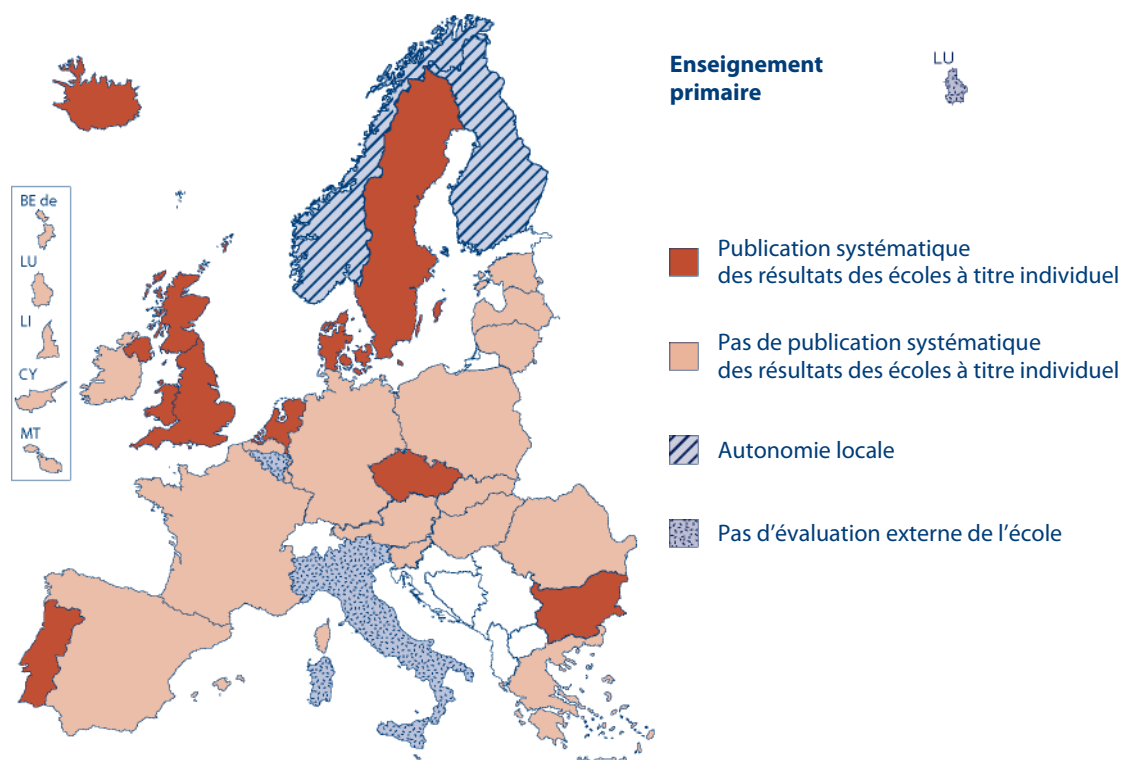 Enseignement
primaire
LU
BE de
LU
LI
CY
MT
Publication systématique
des résultats des écoles à titre individuel
Pas de publication systématique
des résultats des écoles à titre individuel
Autonomie locale
Pas d'évaluation externe de l'école